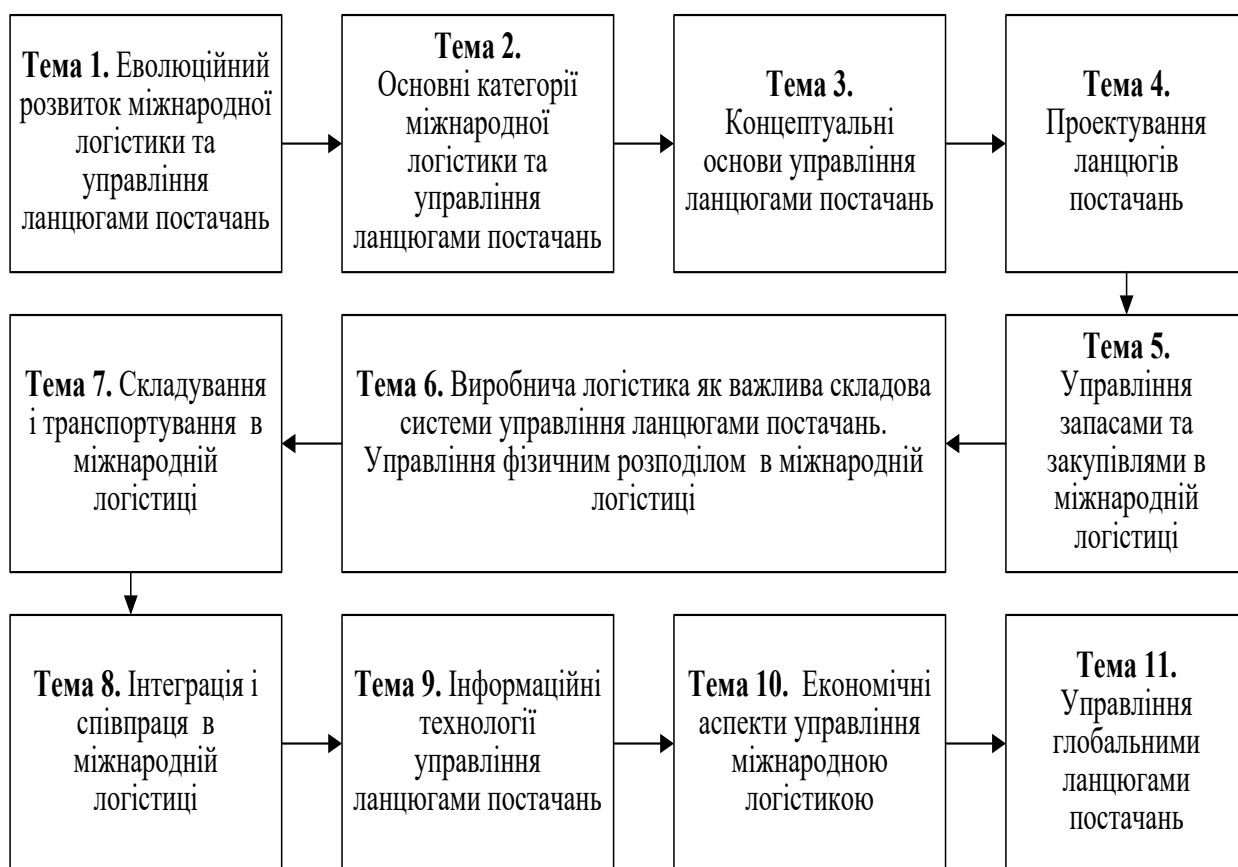 Тема 1. Еволюційний
розвиток міжнародної
логістики та
управління
ланцюгами постачань
Тема 2.
Основні категорії
міжнародної
логістики та
управління
ланцюгами постачань
Тема 3.
Концептуальні
основи управління
ланцюгами постачань
Тема 4.
Проектування
ланцюгів
постачань
Тема 5.
Управління
запасами та
закупівлями в
міжнародній
логістиці
Тема 6. Виробнича логістика як важлива складова
системи управління ланцюгами постачань.
Управління фізичним розподілом в міжнародній
логістиці
Тема 7. Складування
і транспортування в
міжнародній
логістиці
Тема 8. Інтеграція і
співпраця в
міжнародній
логістиці
Тема 9. Інформаційні
технології
управління
ланцюгами постачань
Тема 10. Економічні
аспекти управління
міжнародною
логістикою
Тема 11.
Управління
глобальними
ланцюгами
постачань